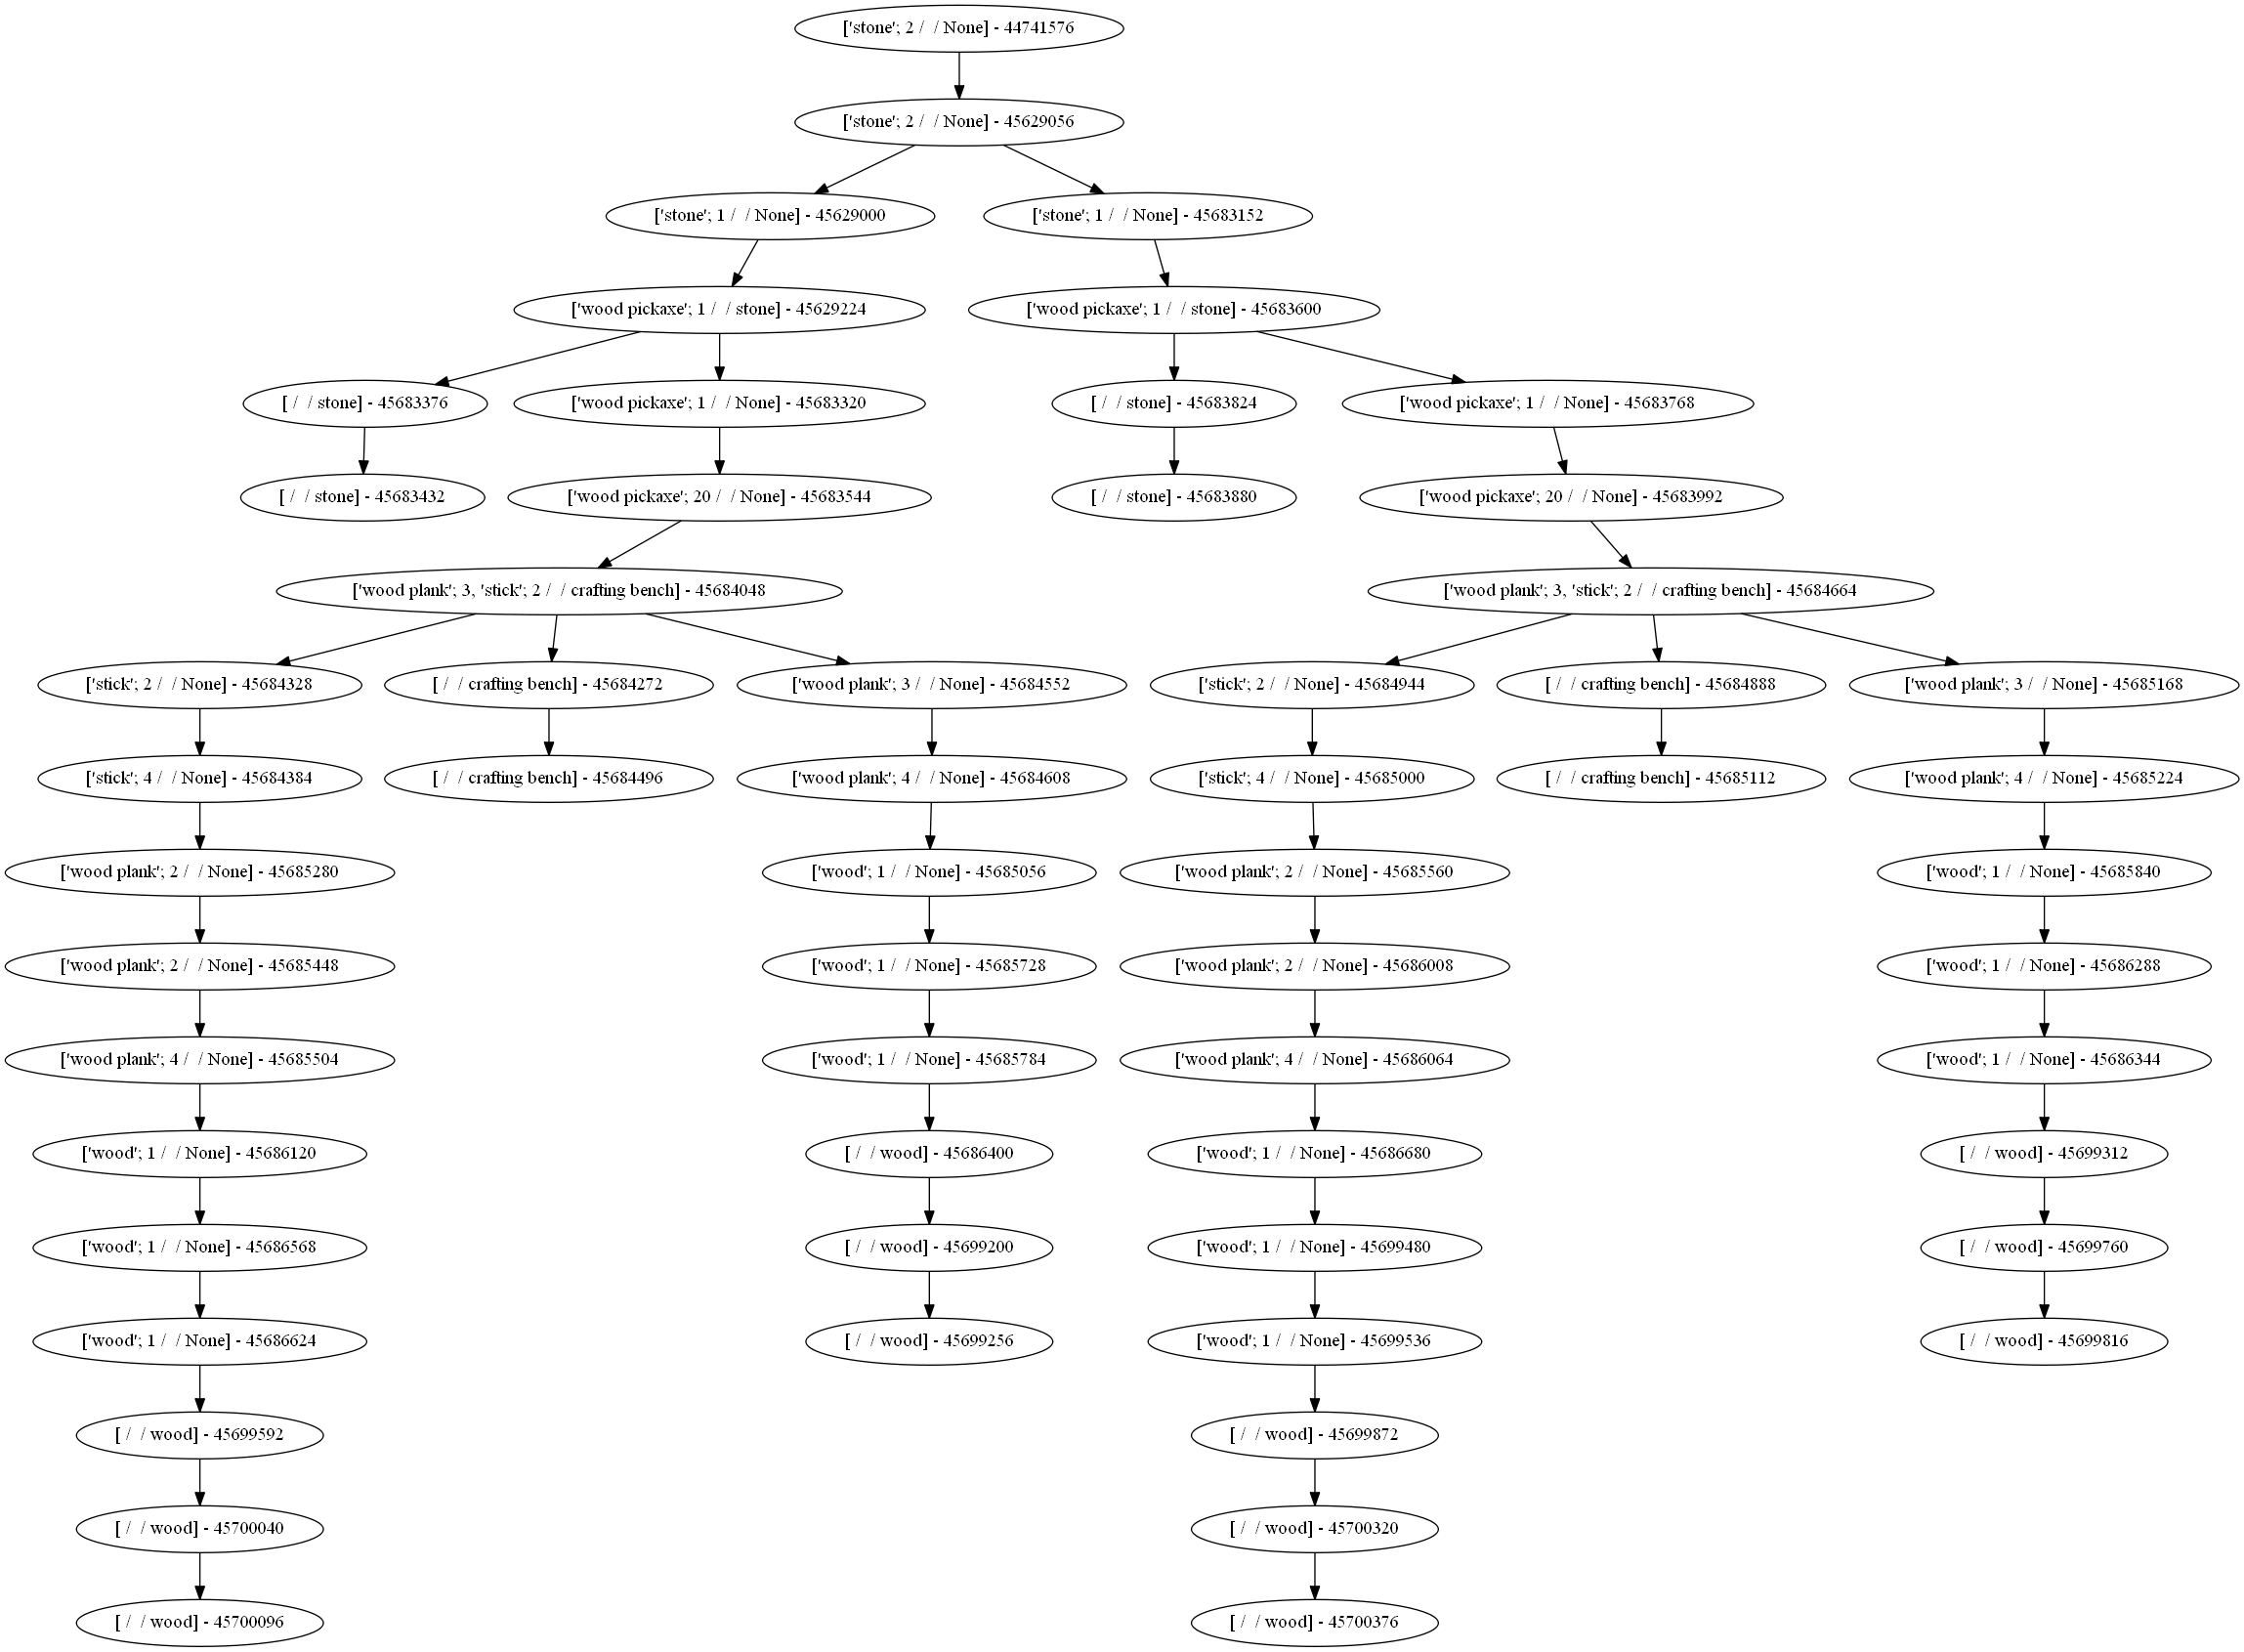 ['stone'; 2 /  / None] - 44741576
['stone'; 2 /  / None] - 45629056
['stone'; 1 /  / None] - 45629000
['stone'; 1 /  / None] - 45683152
['wood pickaxe'; 1 /  / stone] - 45629224
['wood pickaxe'; 1 /  / stone] - 45683600
[ /  / stone] - 45683376
['wood pickaxe'; 1 /  / None] - 45683320
[ /  / stone] - 45683824
['wood pickaxe'; 1 /  / None] - 45683768
[ /  / stone] - 45683432
['wood pickaxe'; 20 /  / None] - 45683544
[ /  / stone] - 45683880
['wood pickaxe'; 20 /  / None] - 45683992
['wood plank'; 3, 'stick'; 2 /  / crafting bench] - 45684048
['wood plank'; 3, 'stick'; 2 /  / crafting bench] - 45684664
['stick'; 2 /  / None] - 45684328
[ /  / crafting bench] - 45684272
['wood plank'; 3 /  / None] - 45684552
['stick'; 2 /  / None] - 45684944
[ /  / crafting bench] - 45684888
['wood plank'; 3 /  / None] - 45685168
['stick'; 4 /  / None] - 45684384
[ /  / crafting bench] - 45684496
['wood plank'; 4 /  / None] - 45684608
['stick'; 4 /  / None] - 45685000
[ /  / crafting bench] - 45685112
['wood plank'; 4 /  / None] - 45685224
['wood plank'; 2 /  / None] - 45685280
['wood'; 1 /  / None] - 45685056
['wood plank'; 2 /  / None] - 45685560
['wood'; 1 /  / None] - 45685840
['wood plank'; 2 /  / None] - 45685448
['wood'; 1 /  / None] - 45685728
['wood plank'; 2 /  / None] - 45686008
['wood'; 1 /  / None] - 45686288
['wood plank'; 4 /  / None] - 45685504
['wood'; 1 /  / None] - 45685784
['wood plank'; 4 /  / None] - 45686064
['wood'; 1 /  / None] - 45686344
['wood'; 1 /  / None] - 45686120
[ /  / wood] - 45686400
['wood'; 1 /  / None] - 45686680
[ /  / wood] - 45699312
['wood'; 1 /  / None] - 45686568
[ /  / wood] - 45699200
['wood'; 1 /  / None] - 45699480
[ /  / wood] - 45699760
['wood'; 1 /  / None] - 45686624
[ /  / wood] - 45699256
['wood'; 1 /  / None] - 45699536
[ /  / wood] - 45699816
[ /  / wood] - 45699592
[ /  / wood] - 45699872
[ /  / wood] - 45700040
[ /  / wood] - 45700320
[ /  / wood] - 45700096
[ /  / wood] - 45700376